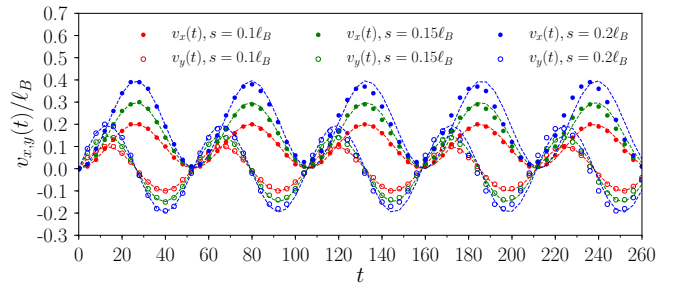 0.7
0.6
0.5
0.4
0.3
0.2
0.1
0.0
-0.1
-0.2
-0.3
v_{x,y}(t)/ℓ_B
v_x(t), s = 0.1ℓ_B
v_x(t), s = 0.15ℓ_B
v_x(t), s = 0.2ℓ_B
v_y(t), s = 0.1ℓ_B
v_y(t), s = 0.15ℓ_B
v_y(t), s = 0.2ℓ_B
0 20 40 60 80 100 120 140 160 180 200 220 240 260
t